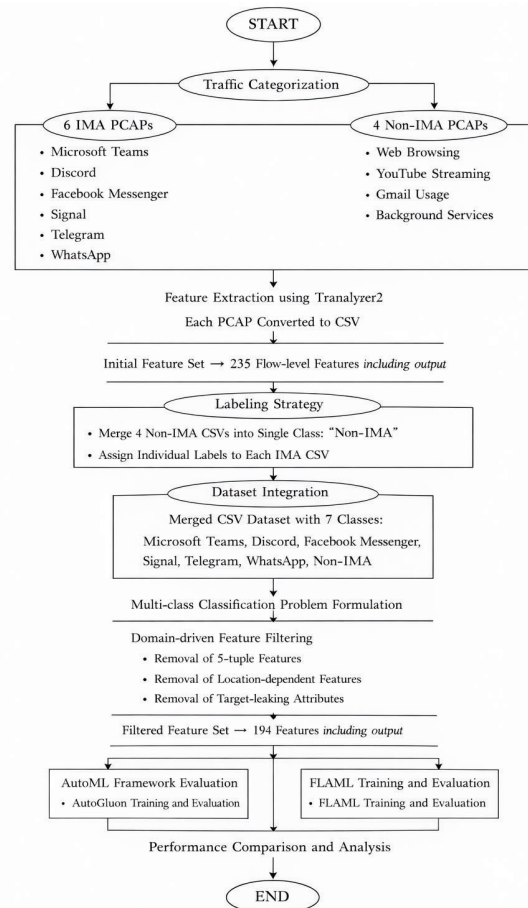 START
Traffic Categorization
6 IMA PCAPs
• Microsoft Teams
• Discord
• Facebook Messenger
• Signal
• Telegram
• WhatsApp
4 Non-IMA PCAPs
• Web Browsing
• YouTube Streaming
• Gmail Usage
• Background Services
Feature Extraction using Tranalyzer2
Each PCAP Converted to CSV
Initial Feature Set → 235 Flow-level Features including output
Labeling Strategy
• Merge 4 Non-IMA CSVs into Single Class: “Non-IMA”
• Assign Individual Labels to Each IMA CSV
Dataset Integration
Merged CSV Dataset with 7 Classes:
Microsoft Teams, Discord, Facebook Messenger,
Signal, Telegram, WhatsApp, Non-IMA
Multi-class Classification Problem Formulation
Domain-driven Feature Filtering
• Removal of 5-tuple Features
• Removal of Location-dependent Features
• Removal of Target-leaking Attributes
Filtered Feature Set → 194 Features including output
AutoML Framework Evaluation
• AutoGluon Training and Evaluation
FLAML Training and Evaluation
• FLAML Training and Evaluation
Performance Comparison and Analysis
END